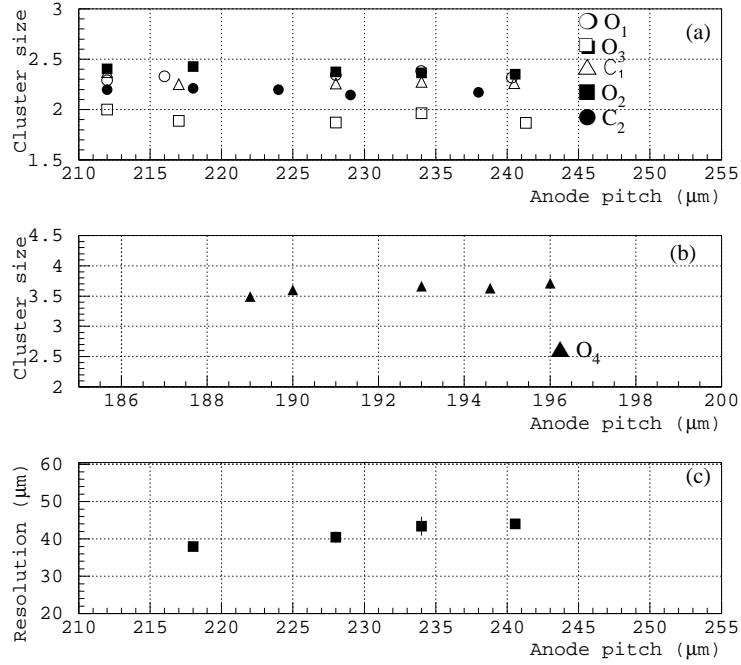 Cluster size
3
2.5
2
1.5
(a)
O₁
O₃
C₁
O₂
C₂
210 215 220 225 230 235 240 245 250 255
Anode pitch (μm)
Cluster size
4.5
4
3.5
3
2.5
2
(b)
O₄
186 188 190 192 194 196 198 200
Anode pitch (μm)
Resolution (μm)
60
50
40
30
20
(c)
210 215 220 225 230 235 240 245 250 255
Anode pitch (μm)